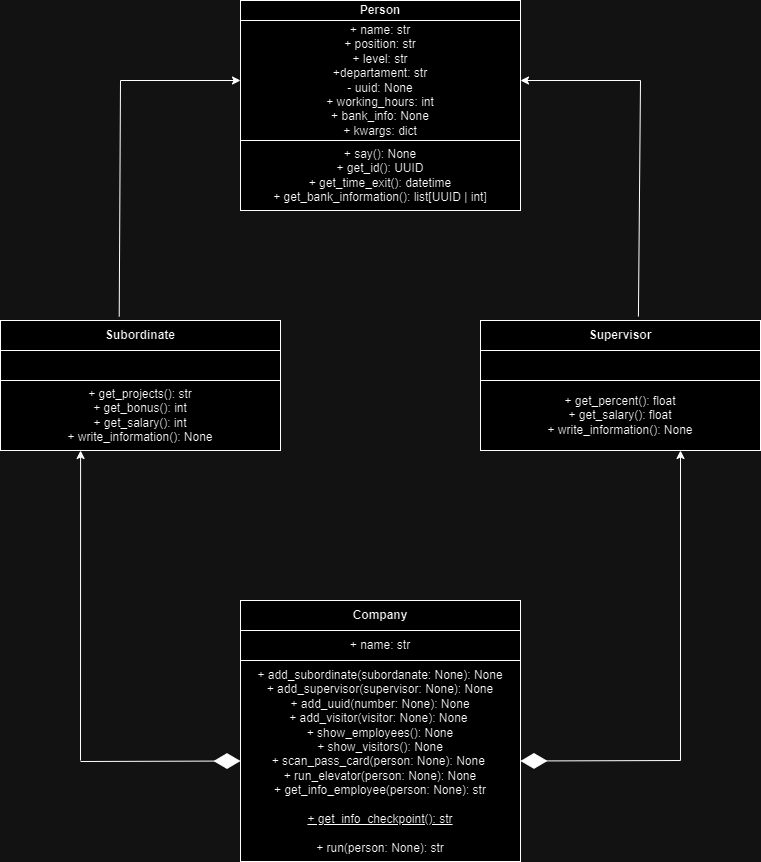 Person
+ name: str
+ position: str
+ level: str
+departament: str
- uuid: None
+ working_hours: int
+ bank_info: None
+ kwargs: dict
+ say(): None
+ get_id(): UUID
+ get_time_exit(): datetime
+ get_bank_information(): list[UUID | int]
Subordinate
+ get_projects(): str
+ get_bonus(): int
+ get_salary(): int
+ write_information(): None
Supervisor
+ get_percent(): float
+ get_salary(): float
+ write_information(): None
Company
+ name: str
+ add_subordinate(subordanate: None): None
+ add_supervisor(supervisor: None): None
+ add_uuid(number: None): None
+ add_visitor(visitor: None): None
+ show_employees(): None
+ show_visitors(): None
+ scan_pass_card(person: None): None
+ run_elevator(person: None): None
+ get_info_employee(person: None): str
+ get_info_checkpoint(): str
+ run(person: None): str